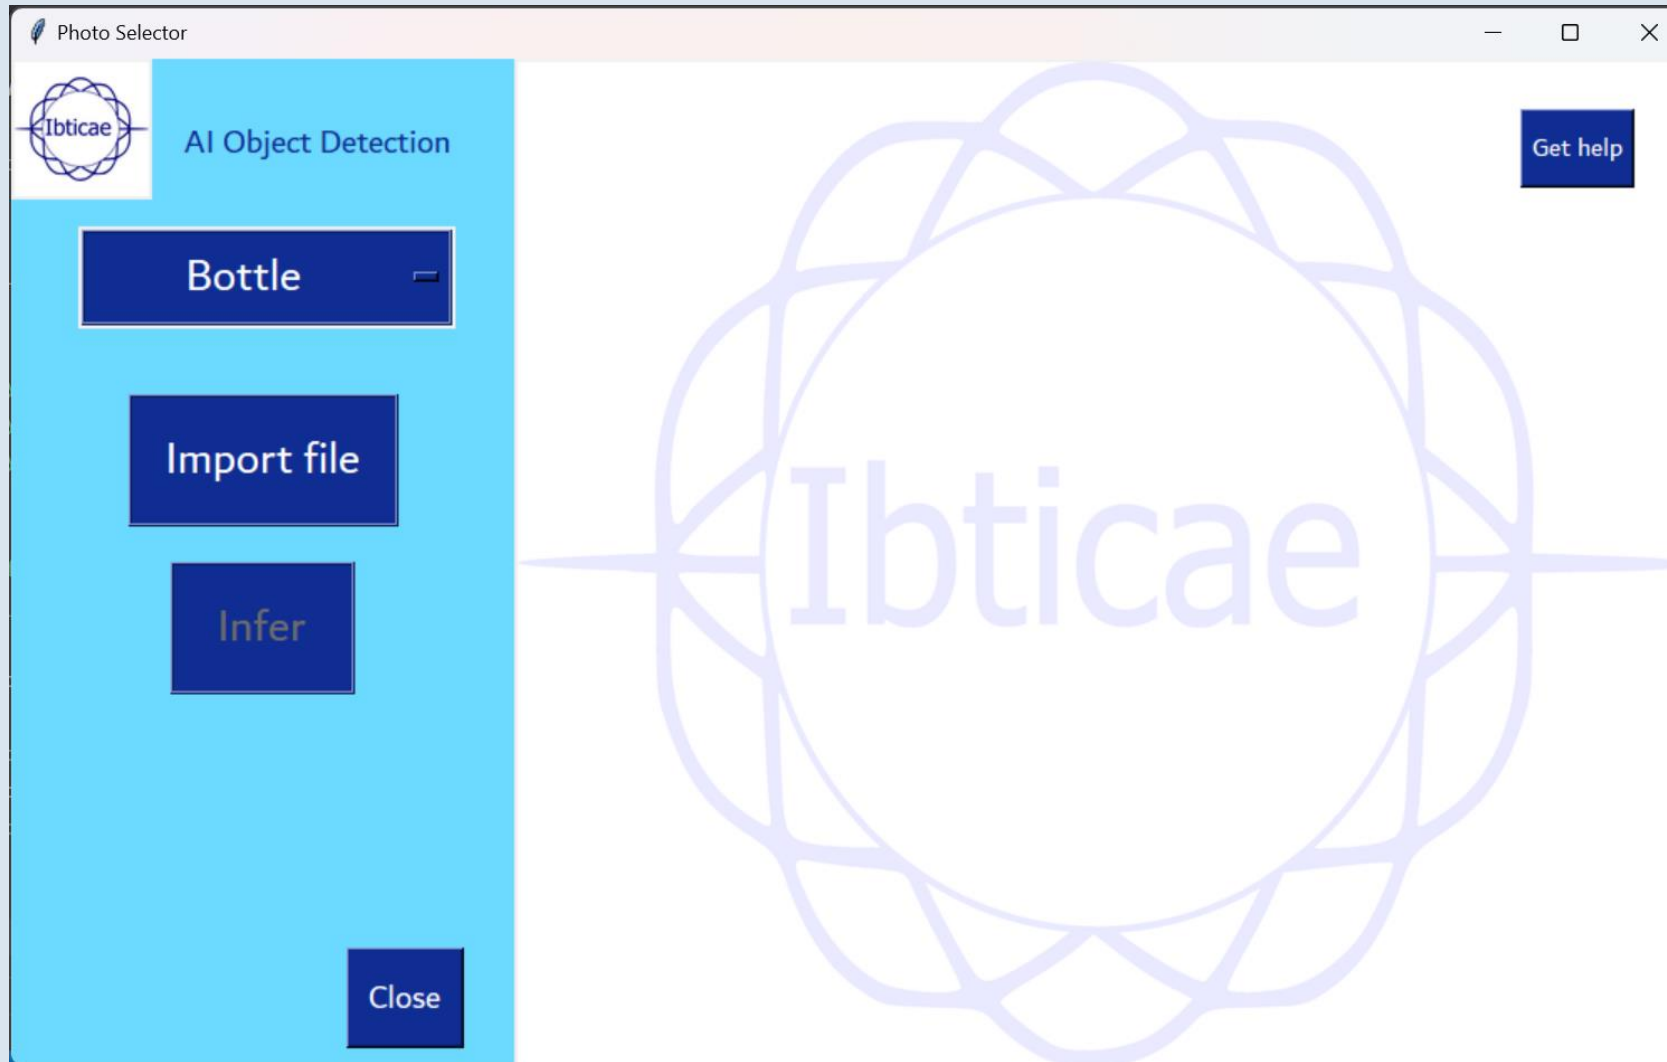 Photo Selector
Ibticae
AI Object Detection
Get help
Bottle
Import file
Ibticae
Infer
Close